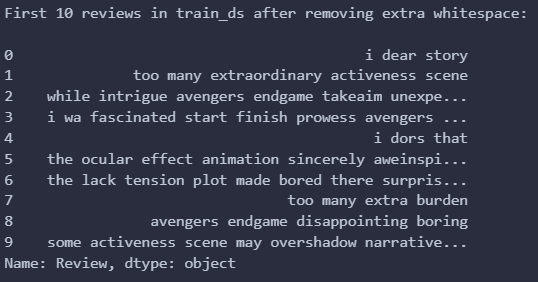 First 10 reviews in train_ds after removing extra whitespace:
0 i dear story
1 too many extraordinary activeness scene
2 while intrigue avengers endgame takeaim unexpe...
3 i wa fascinated start finish prowess avengers ...
4 i dors that
5 the ocular effect animation sincerely aweinspi...
6 the lack tension plot made bored there surpris...
7 too many extra burden
8 avengers endgame disappointing boring
9 some activeness scene may overshadow narrative...
Name: Review, dtype: object